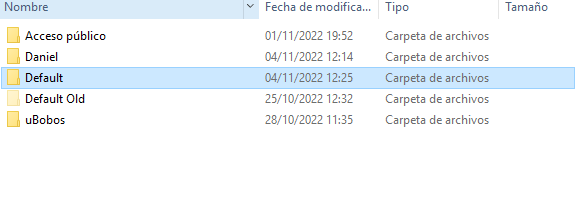 Nombre Fecha de modifica... Tipo Tamaño
Acceso público 01/11/2022 19:52 Carpeta de archivos
Daniel 04/11/2022 12:14 Carpeta de archivos
Default 04/11/2022 12:25 Carpeta de archivos
Default Old 25/10/2022 12:32 Carpeta de archivos
uBobos 28/10/2022 11:35 Carpeta de archivos